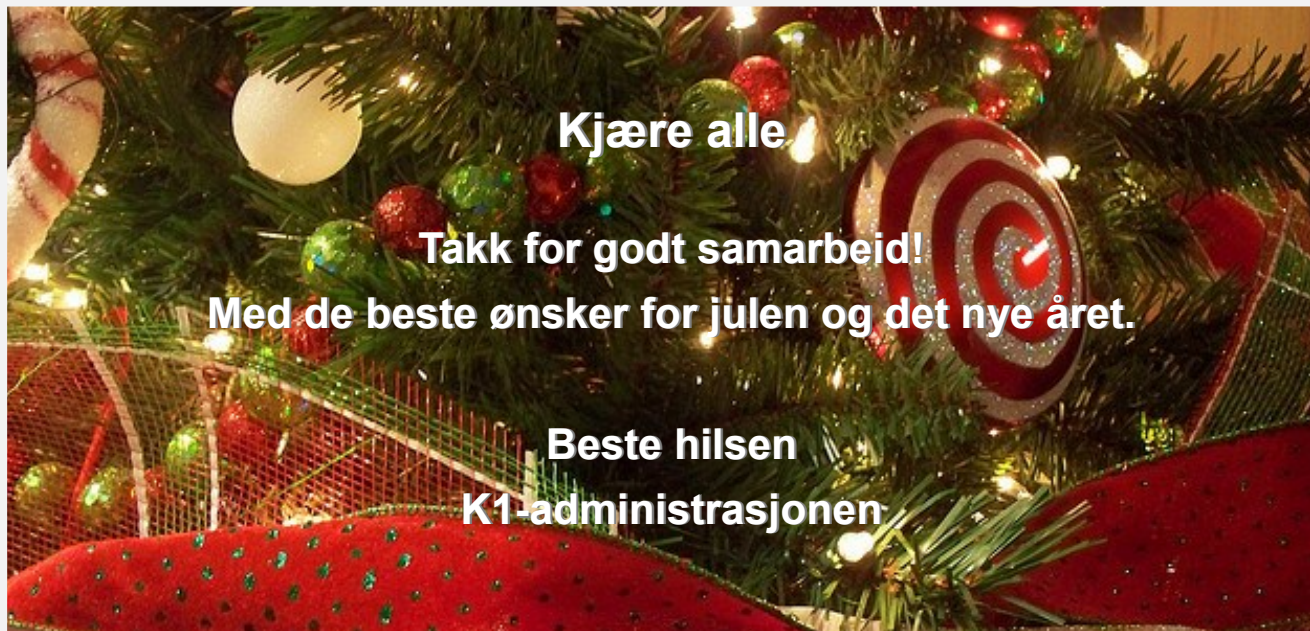 Kjære alle
Takk for godt samarbeid!
Med de beste ønsker for julen og det nye året.
Beste hilsen
K1-administrasjonen